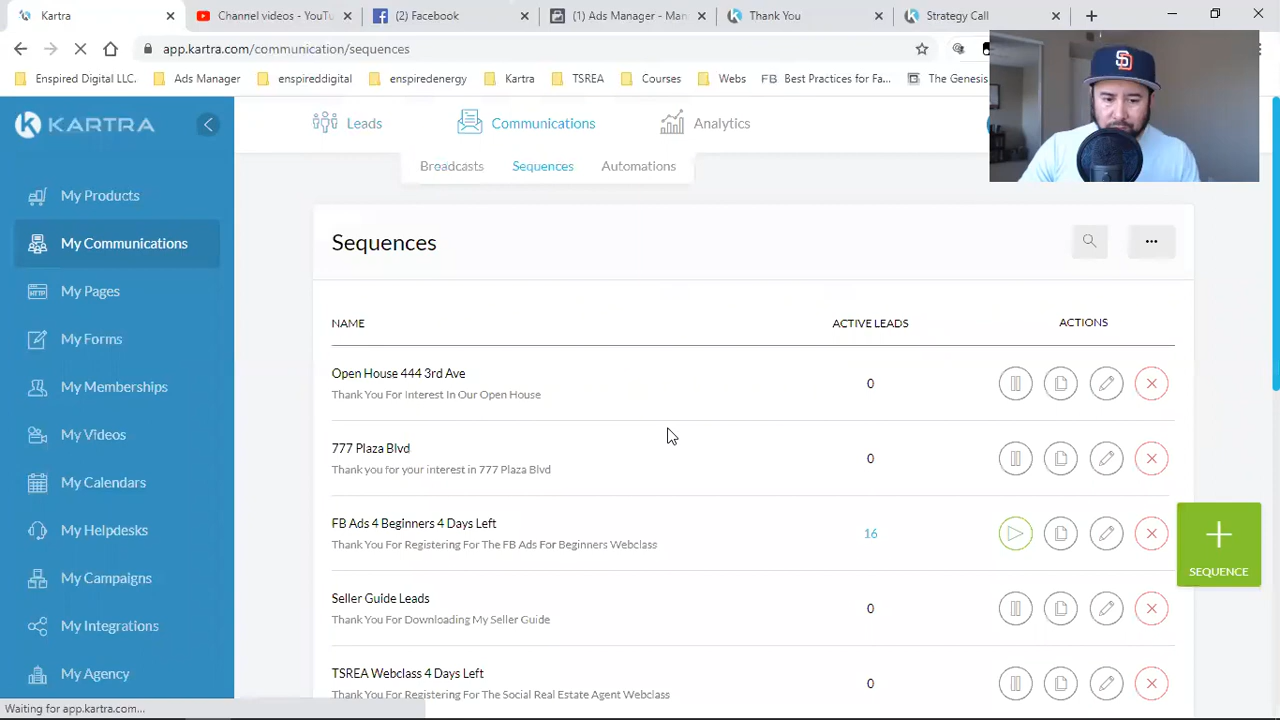 Kartra
Channel videos - YouTu
(2) Facebook
(1) Ads Manager - Man
Thank You
Strategy Call
app.kartra.com/communication/sequences
Enspired Digital LLC.
Ads Manager
enspireddigital
enspiredenergy
Kartra
TSREA
Courses
Webs
FB Best Practices for Fa...
The Genesis
KARTRA
Leads
Communications
Analytics
Broadcasts
Sequences
Automations
My Products
My Communications
My Pages
My Forms
My Memberships
My Videos
My Calendars
My Helpdesks
My Campaigns
My Integrations
My Agency
Sequences
NAME
ACTIVE LEADS
ACTIONS
Open House 444 3rd Ave
Thank You For Interest In Our Open House
0
777 Plaza Blvd
Thank you for your interest in 777 Plaza Blvd
0
FB Ads 4 Beginners 4 Days Left
Thank You For Registering For The FB Ads For Beginners Webclass
16
Seller Guide Leads
Thank You For Downloading My Seller Guide
0
TSREA Webclass 4 Days Left
Thank You For Registering For The Social Real Estate Agent Webclass
0
SEQUENCE
Waiting for app.kartra.com...
SD